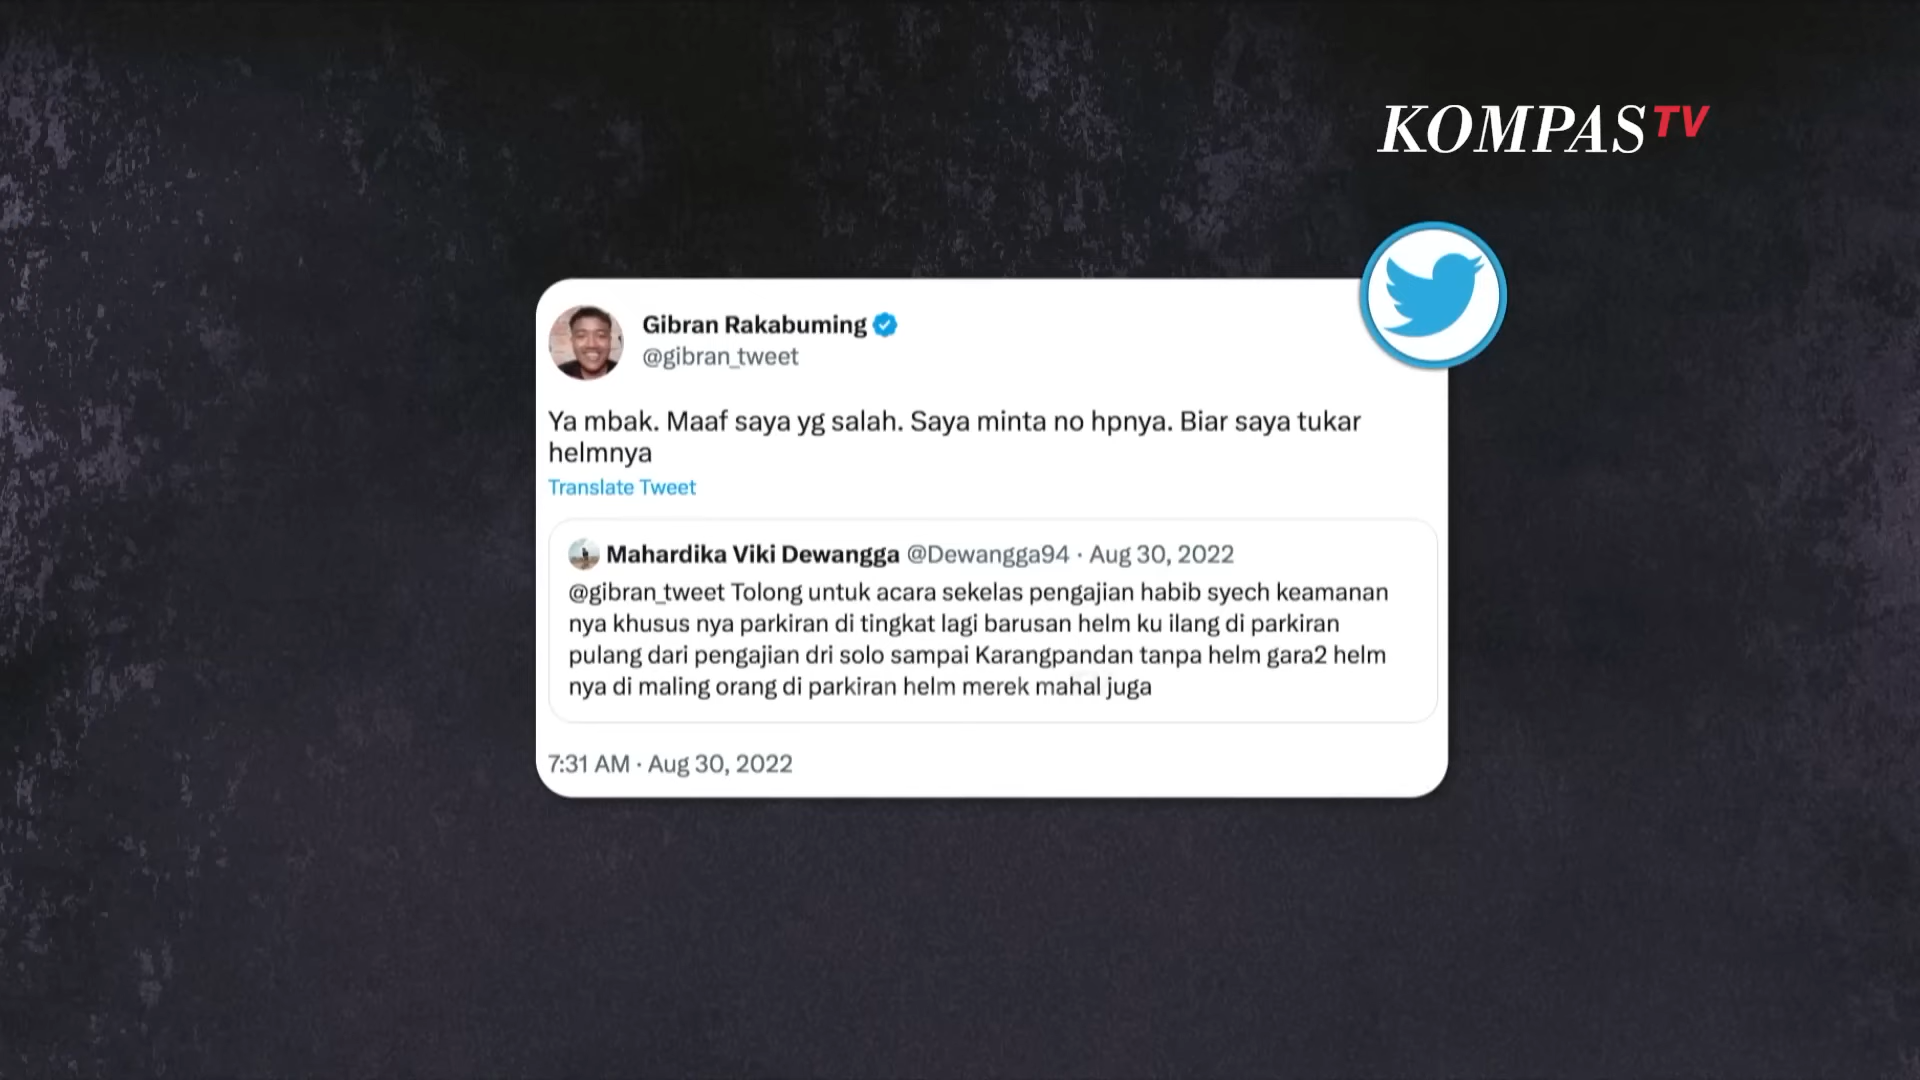 KOMPASTV
Gibran Rakabuming
@gibran_tweet
Ya mbak. Maaf saya yg salah. Saya minta no hpnya. Biar saya tukar
helmnya
Translate Tweet
Mahardika Viki Dewangga @Dewangga94 · Aug 30, 2022
@gibran_tweet Tolong untuk acara sekelas pengajian habib syech keamanan
nya khusus nya parkiran di tingkat lagi barusan helm ku ilang di parkiran
pulang dari pengajian dri solo sampai Karangpandan tanpa helm gara2 helm
nya di maling orang di parkiran helm merek mahal juga
7:31 AM · Aug 30, 2022